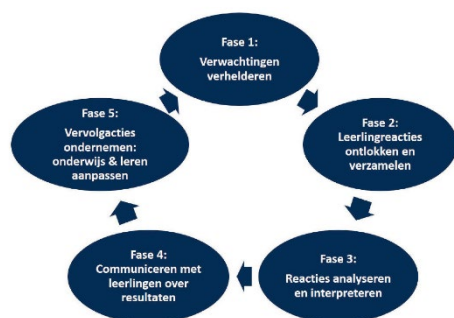 Fase 1:
Verwachtingen
verhelderen
Fase 2:
Leerlingreacties
ontlokken en
verzamelen
Fase 3:
Reacties analyseren
en interpreteren
Fase 4:
Communiceren met
leerlingen over
resultaten
Fase 5:
Vervolgacties
ondernemen:
onderwijs & leren
aanpassen